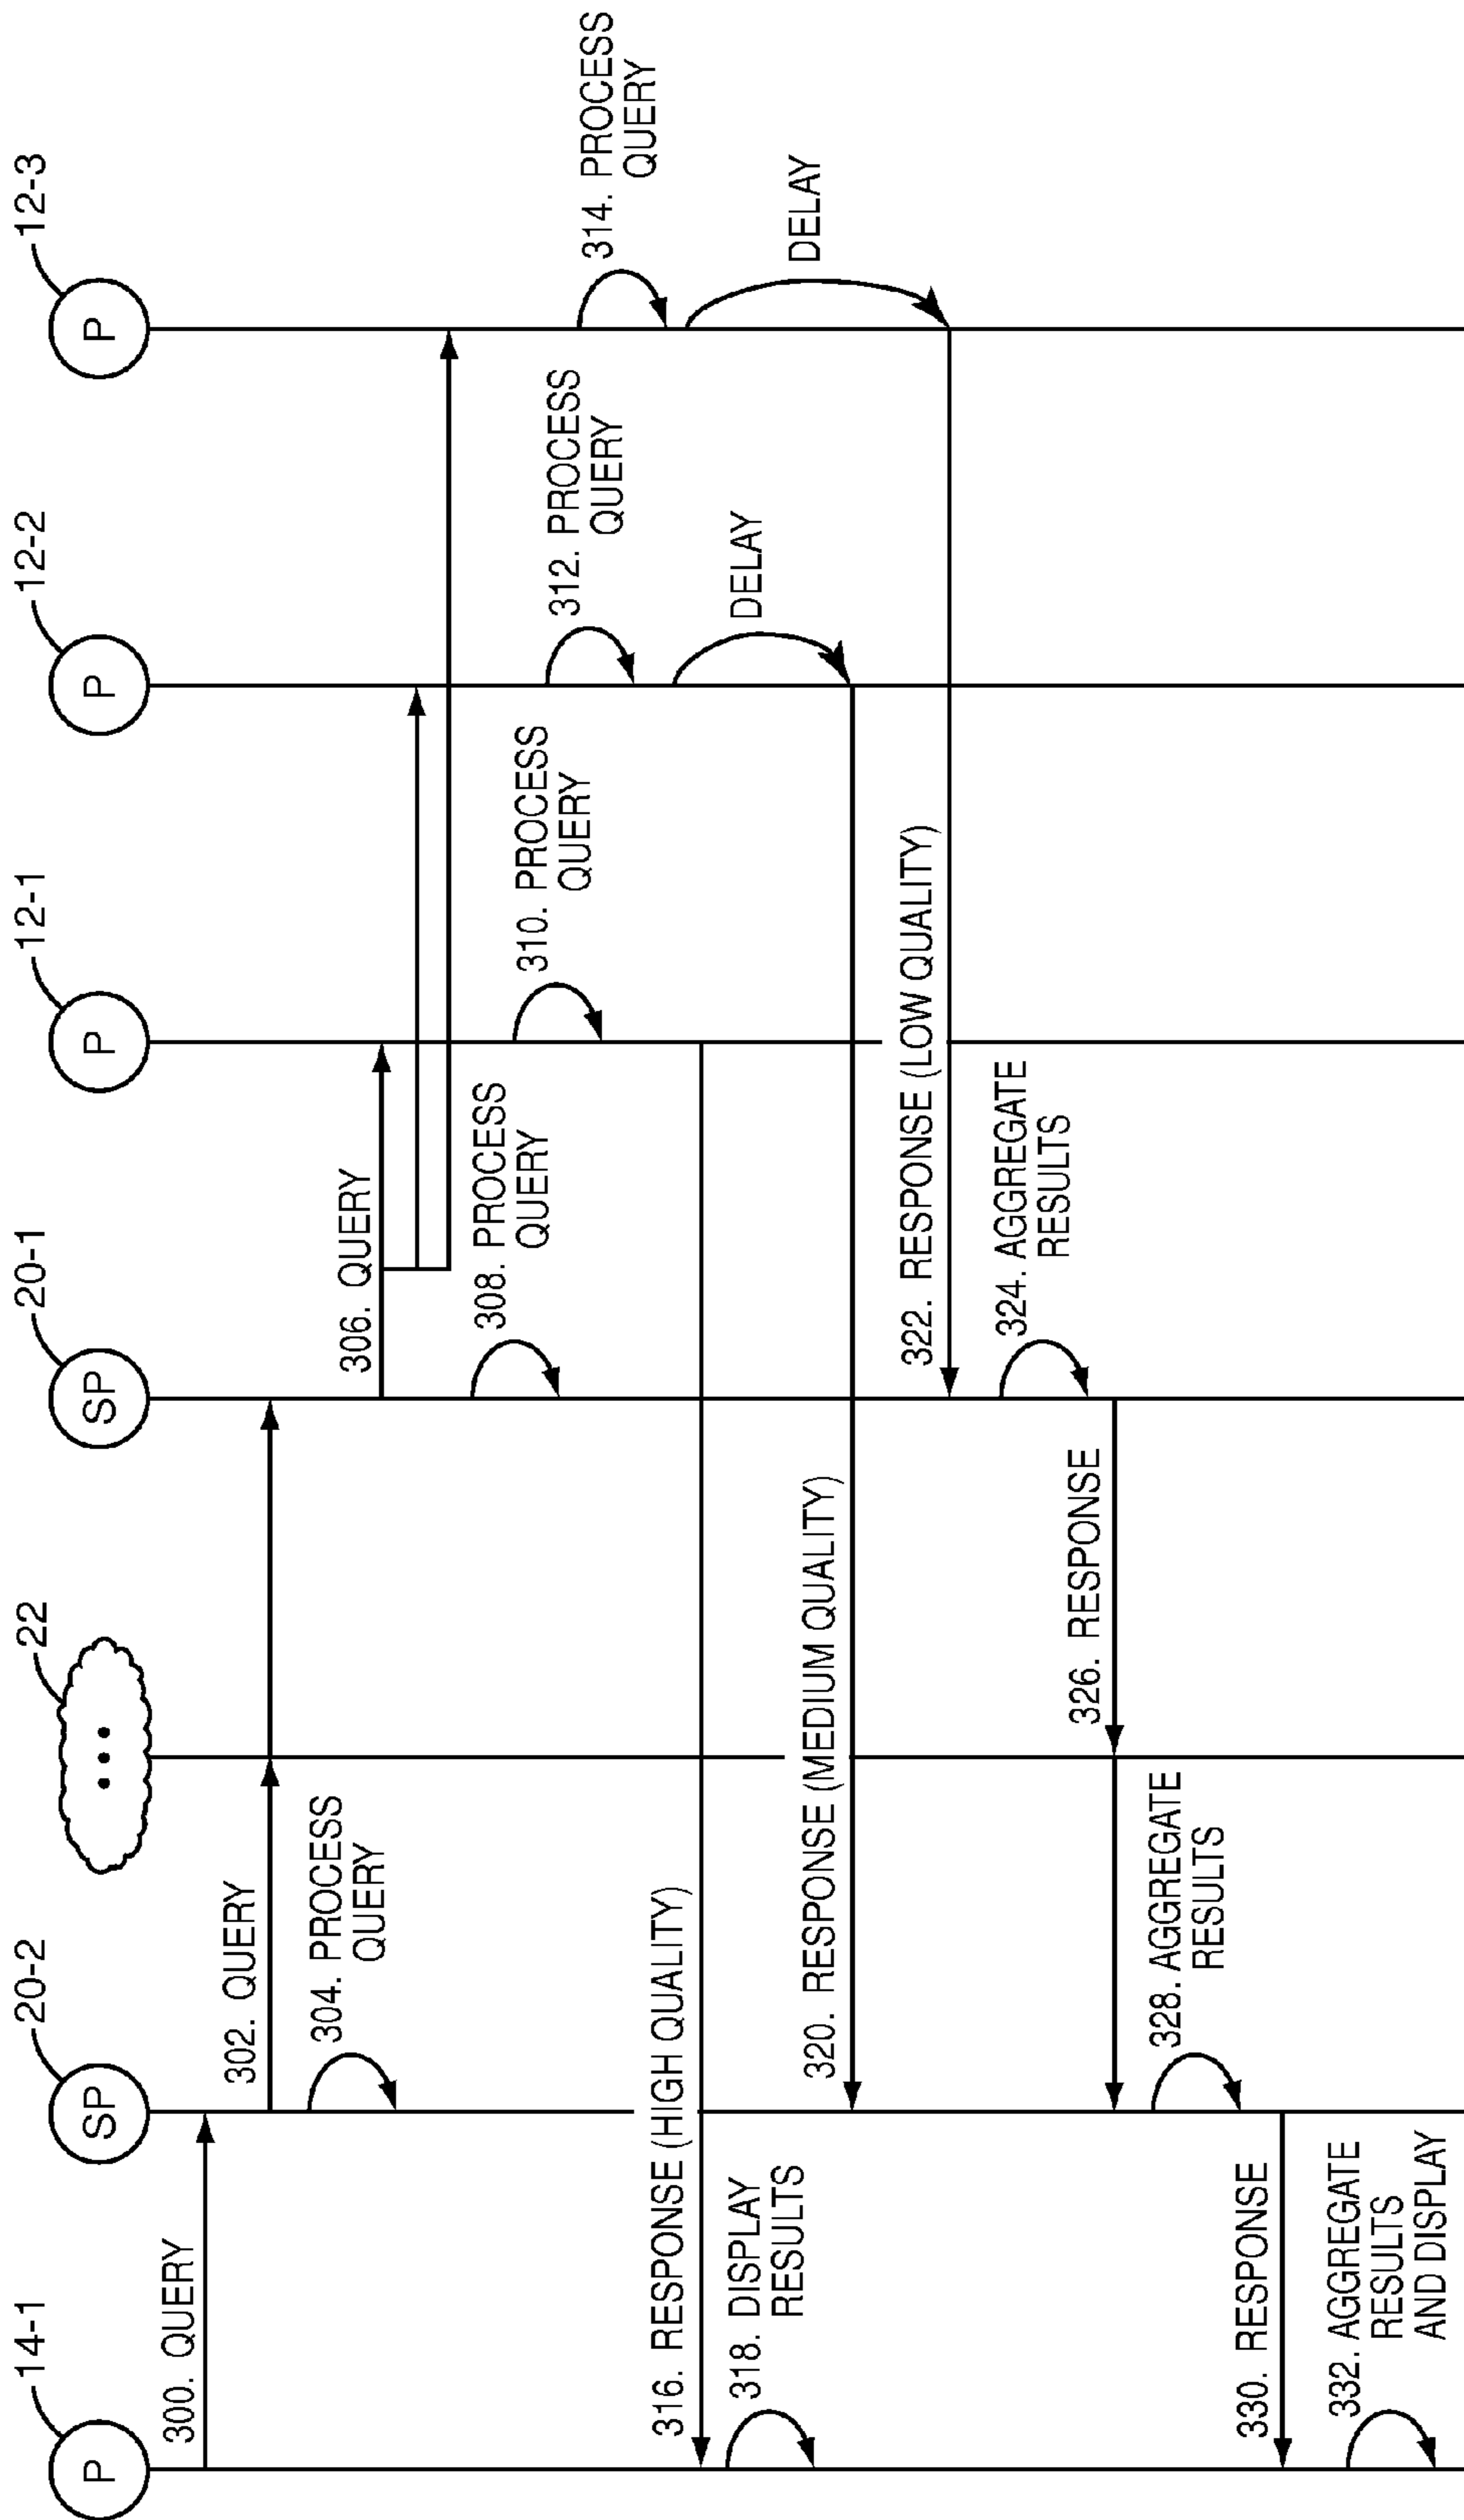 14-1
20-2
22
20-1
12-1
12-2
12-3
P
SP
SP
P
P
P
300. QUERY
302. QUERY
304. PROCESS
QUERY
306. QUERY
308. PROCESS
QUERY
310. PROCESS
QUERY
312. PROCESS
QUERY
314. PROCESS
QUERY
316. RESPONSE (HIGH QUALITY)
318. DISPLAY
RESULTS
DELAY
DELAY
320. RESPONSE (MEDIUM QUALITY)
322. RESPONSE (LOW QUALITY)
324. AGGREGATE
RESULTS
326. RESPONSE
328. AGGREGATE
RESULTS
330. RESPONSE
332. AGGREGATE
RESULTS
AND DISPLAY